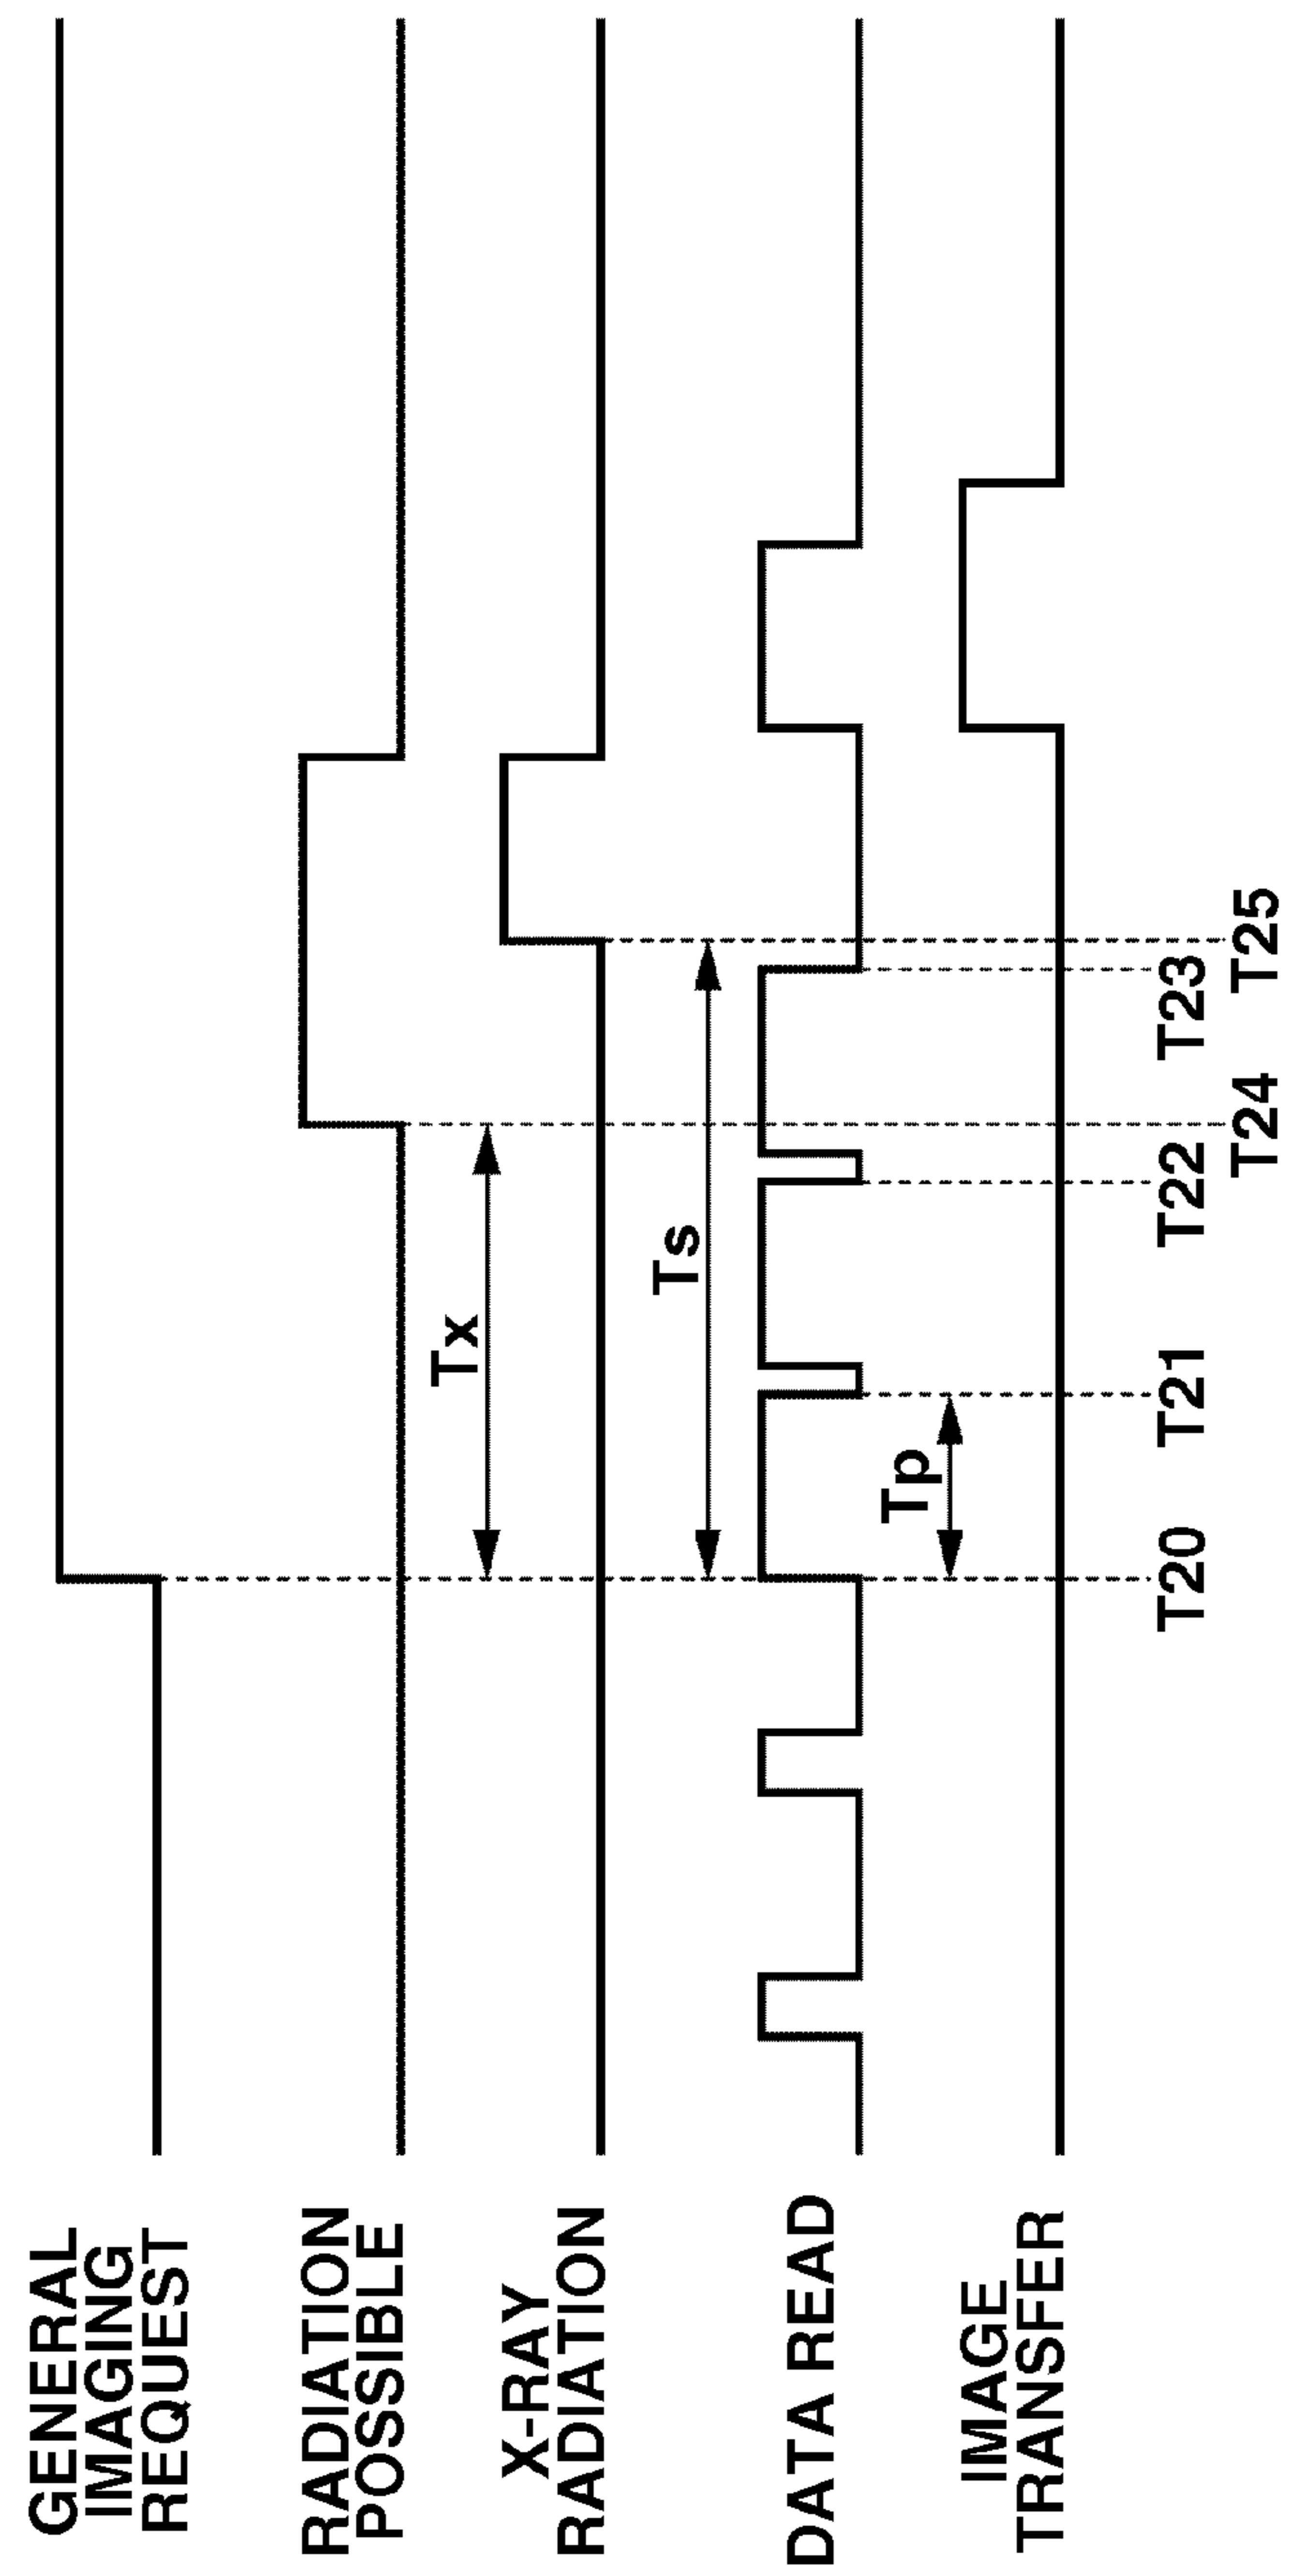 GENERAL
IMAGING
REQUEST
RADIATION
POSSIBLE
Tx
X-RAY
RADIATION
Ts
DATA READ
Tp
IMAGE
TRANSFER
T20
T21
T22
T23
T24
T25